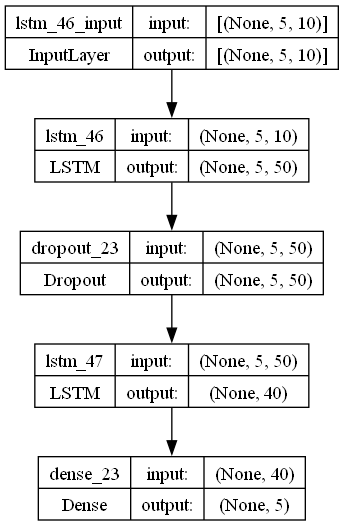 lstm_46_input input: [(None, 5, 10)]
InputLayer output: [(None, 5, 10)]
lstm_46 input: (None, 5, 10)
LSTM output: (None, 5, 50)
dropout_23 input: (None, 5, 50)
Dropout output: (None, 5, 50)
lstm_47 input: (None, 5, 50)
LSTM output: (None, 40)
dense_23 input: (None, 40)
Dense output: (None, 5)